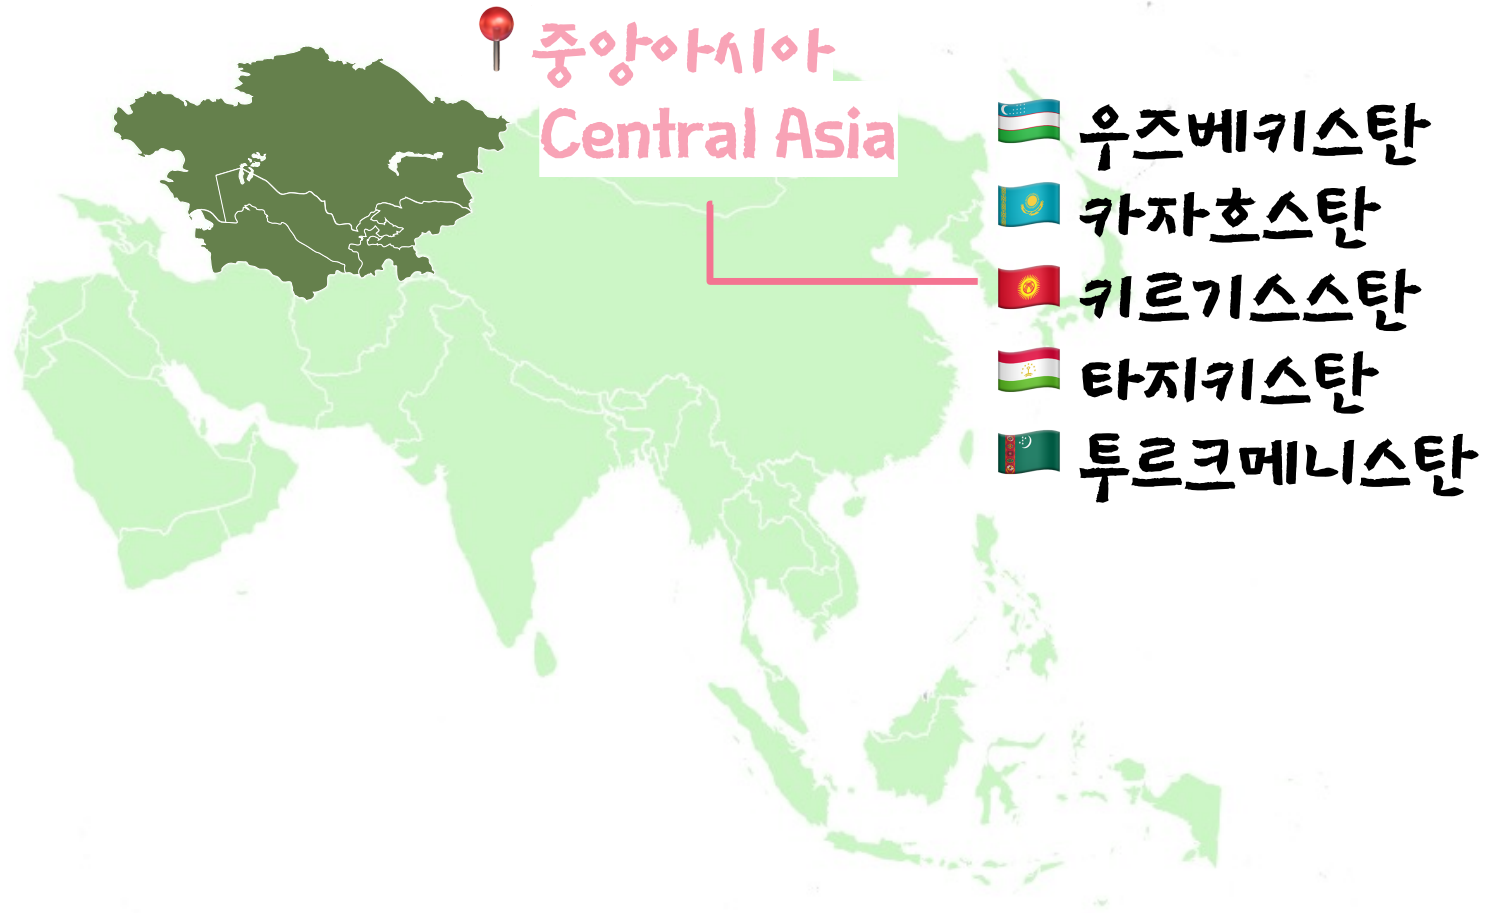 중앙아시아
Central Asia
우즈베키스탄
카자흐스탄
키르기스스탄
타지키스탄
투르크메니스탄